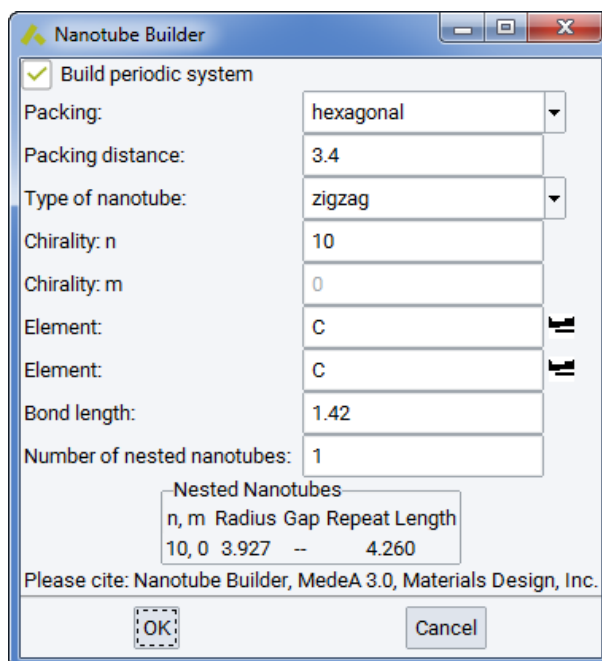 Nanotube Builder
Build periodic system
Packing: hexagonal
Packing distance: 3.4
Type of nanotube: zigzag
Chirality: n 10
Chirality: m 0
Element: C
Element: C
Bond length: 1.42
Number of nested nanotubes: 1
Nested Nanotubes
n, m Radius Gap Repeat Length
10, 0 3.927 -- 4.260
Please cite: Nanotube Builder, MedeA 3.0, Materials Design, Inc.
OK Cancel